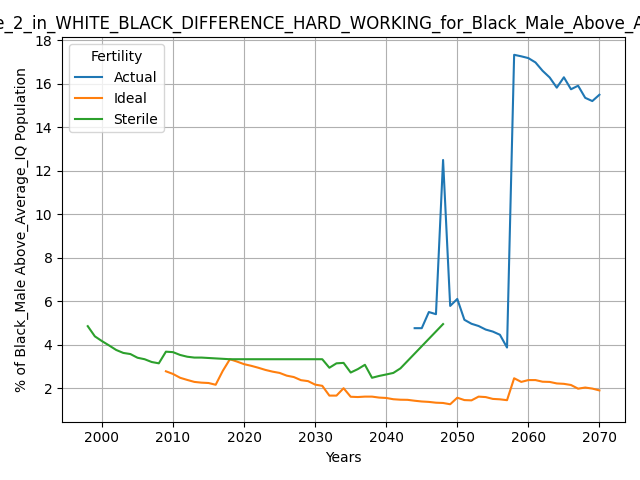 e_2_in_WHITE_BLACK_DIFFERENCE_HARD_WORKING_for_Black_Male_Above_A
% of Black_Male Above_Average_IQ Population
18
16
14
12
10
8
6
4
2
Fertility
Actual
Ideal
Sterile
2000 2010 2020 2030 2040 2050 2060 2070
Years